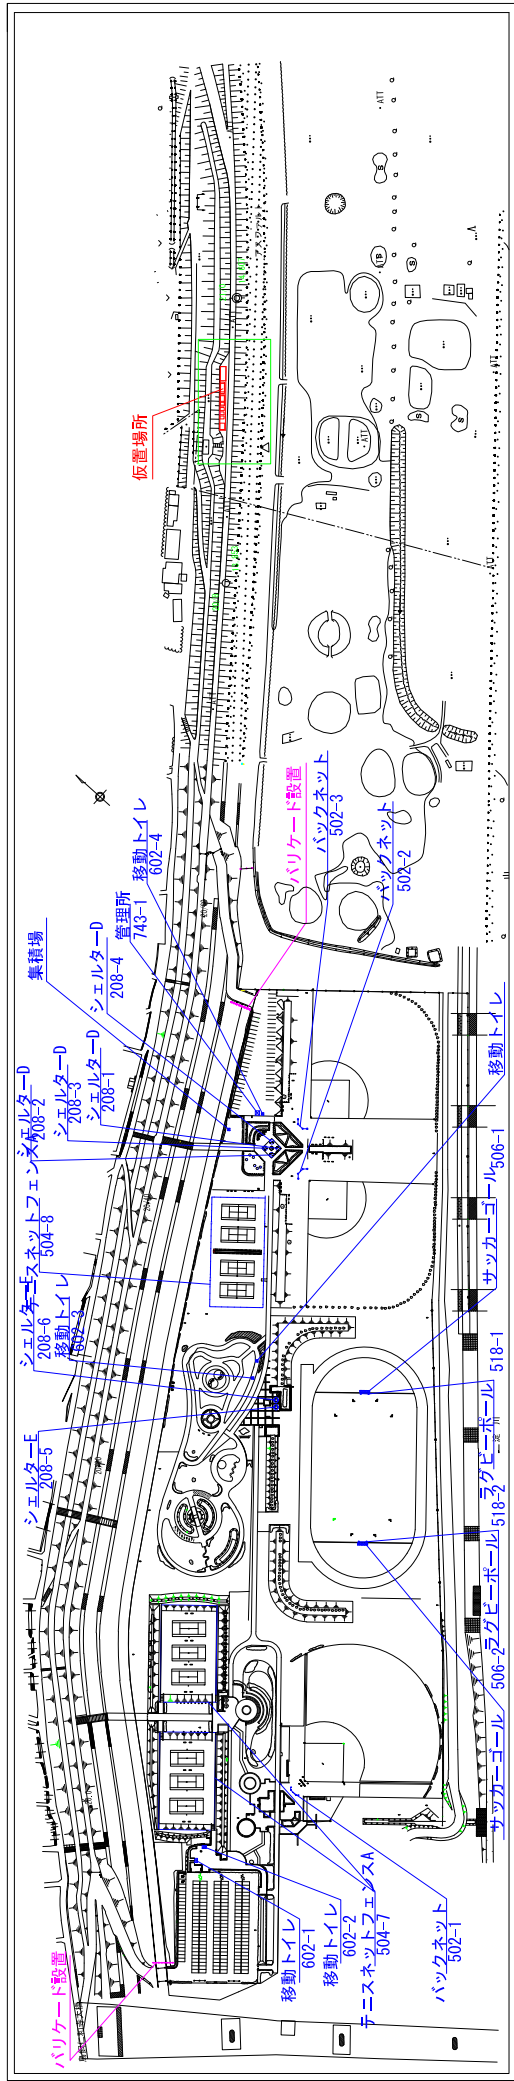 仮置場所
移動トイレ
602-4
管理所
743-1
バリケード設置
バックネット
502-3
バックネット
502-2
集積場
シェルターD
208-4
シェルターD
208-1
シェルターD
208-3
シェルターD
208-2
テニスネットフェンスA
504-8
シェルターE
208-6
移動トイレ
602-3
シェルターE
208-5
移動トイレ
サッカーゴール
506-1
ラグビーポール
518-1
ラグビーポール
518-2
サッカーゴール
506-2
バックネット
502-1
テニスネットフェンスA
504-7
移動トイレ
602-2
移動トイレ
602-1
バリケード設置